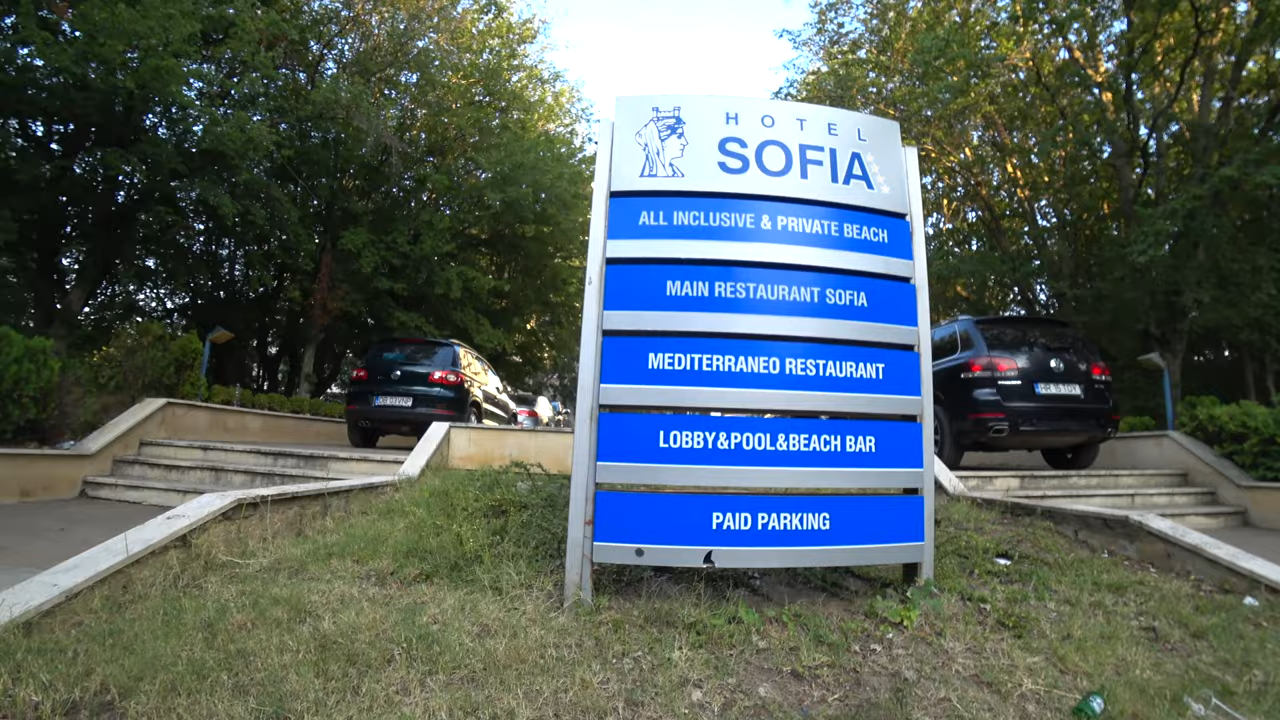 HOTEL
SOFIA
ALL INCLUSIVE & PRIVATE BEACH
MAIN RESTAURANT SOFIA
MEDITERRANEO RESTAURANT
LOBBY&POOL&BEACH BAR
PAID PARKING